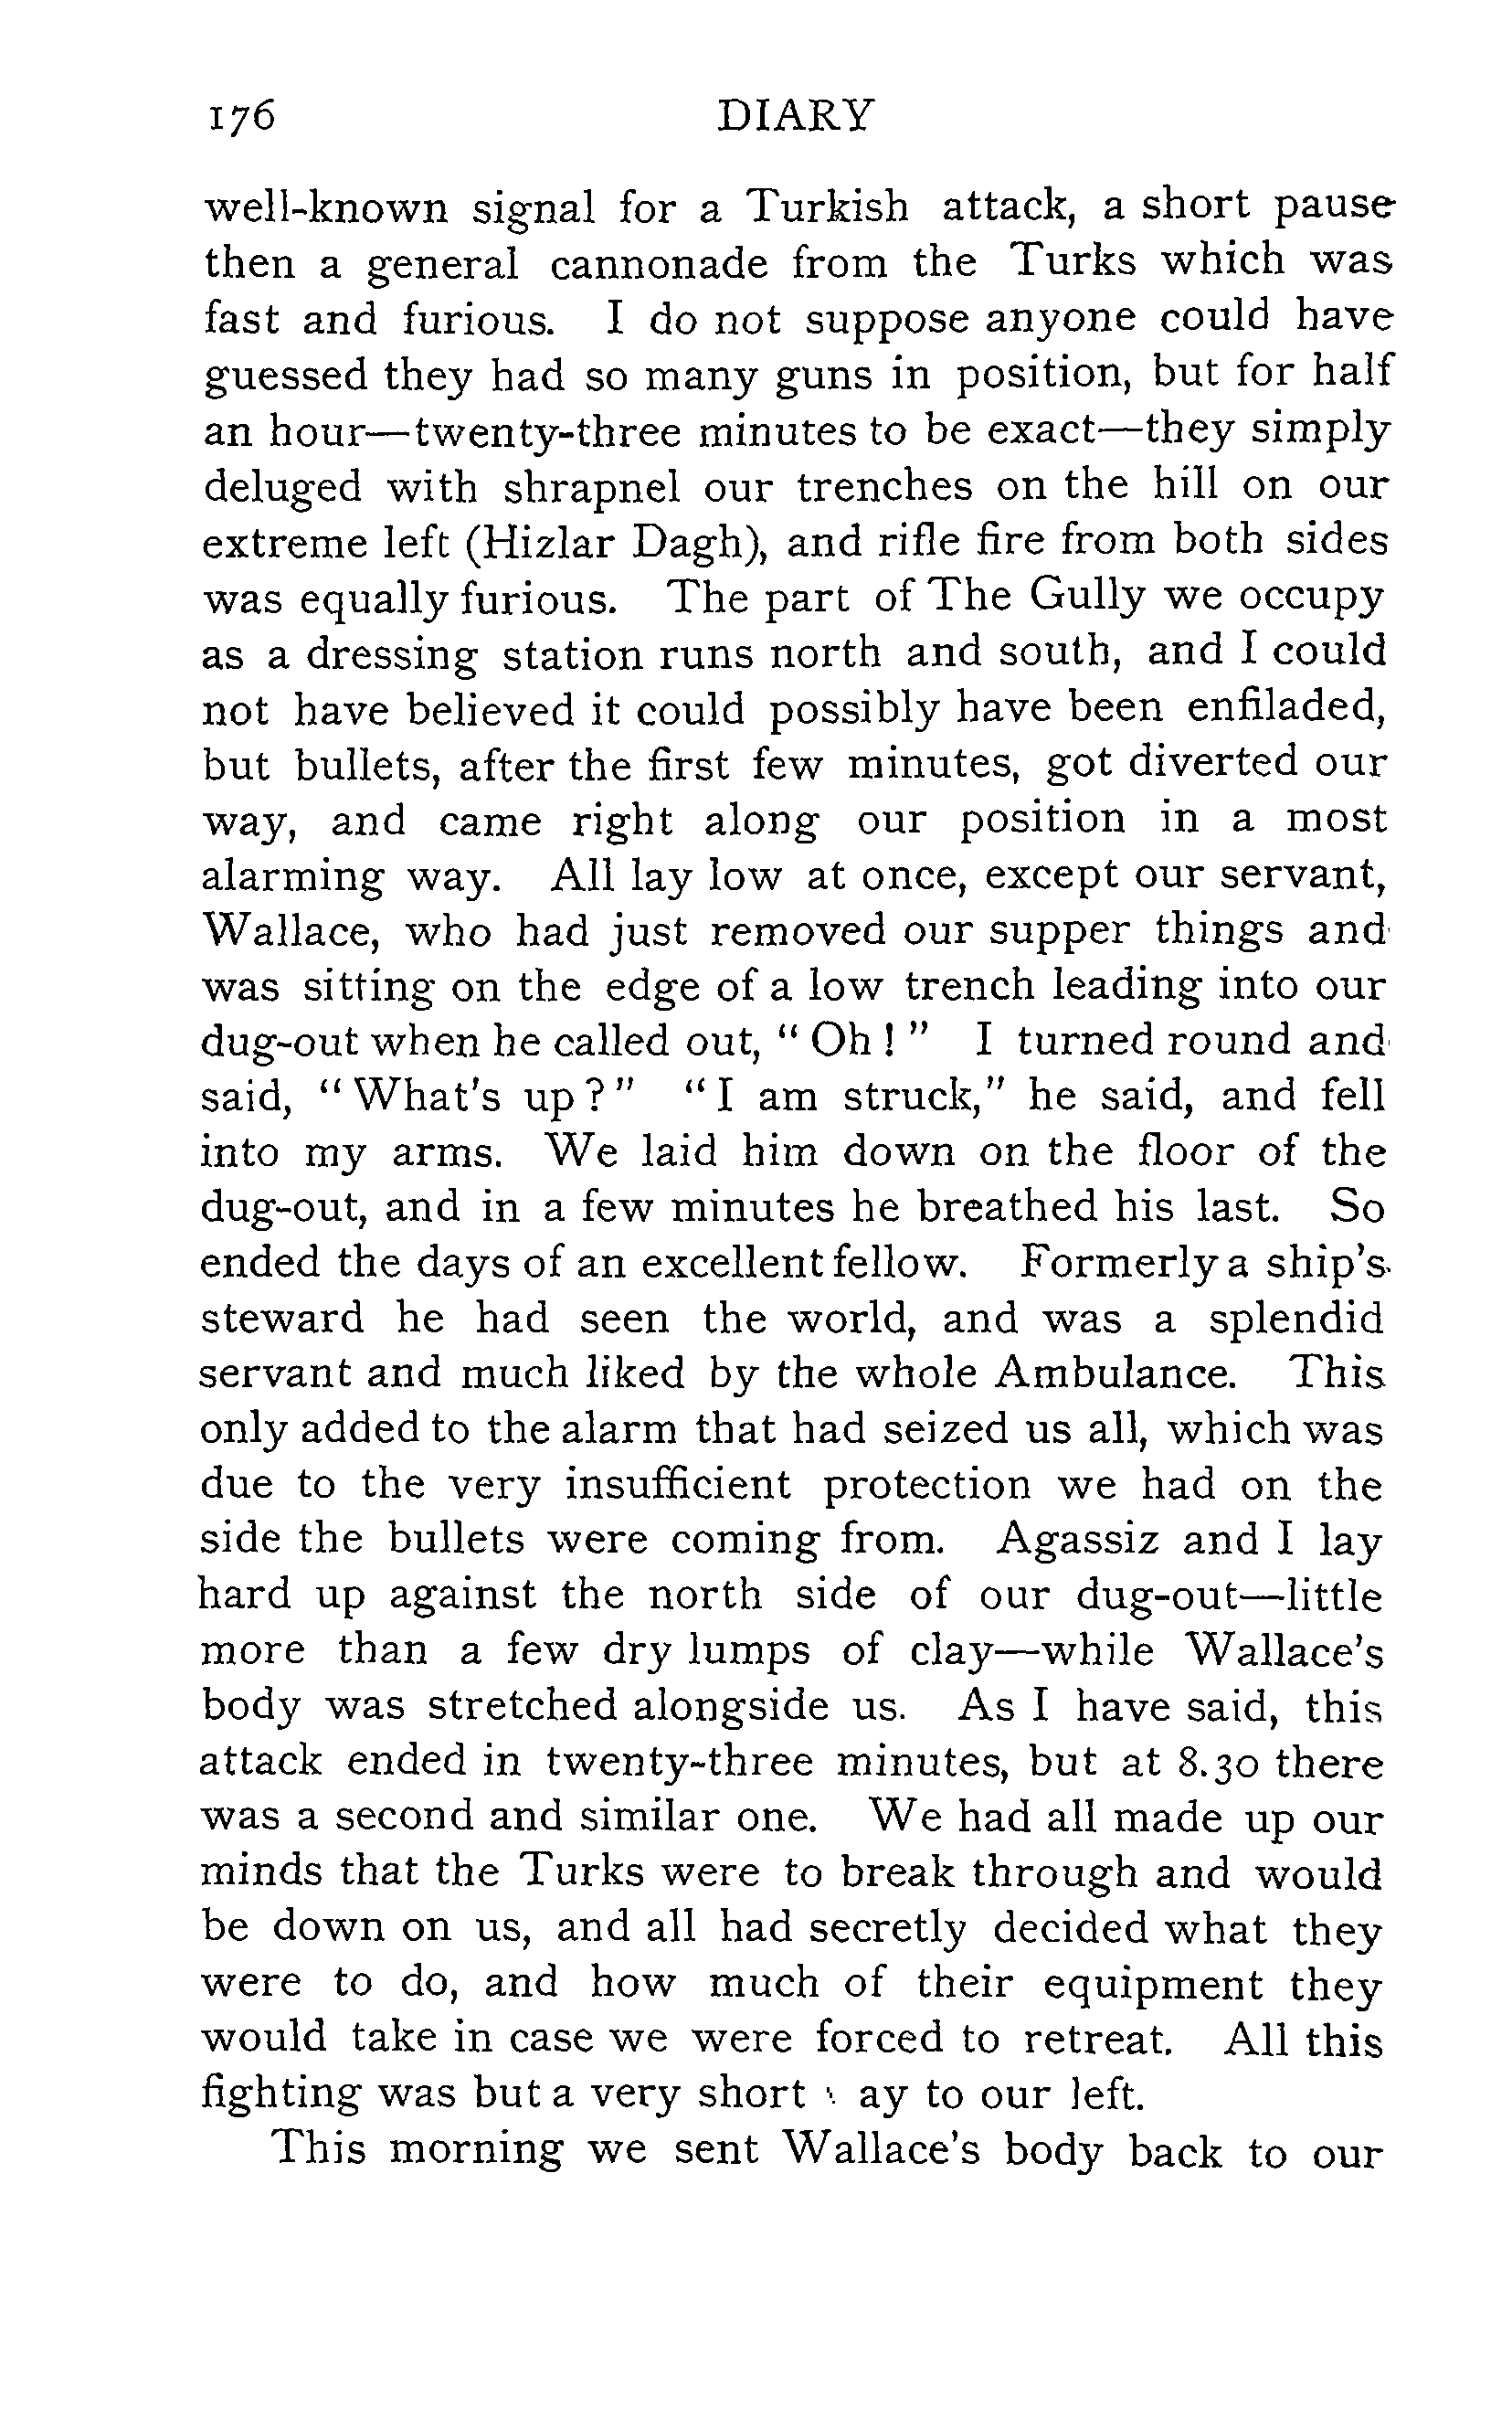 176 DIARY
well-known signal for a Turkish attack, a short pause
then a general cannonade from the Turks which was
fast and furious. I do not suppose anyone could have
guessed they had so many guns in position, but for half
an hour—twenty-three minutes to be exact—they simply
deluged with shrapnel our trenches on the hill on our
extreme left (Hizlar Dagh), and rifle fire from both sides
was equally furious. The part of The Gully we occupy
as a dressing station runs north and south, and I could
not have believed it could possibly have been enfiladed,
but bullets, after the first few minutes, got diverted our
way, and came right along our position in a most
alarming way. All lay low at once, except our servant,
Wallace, who had just removed our supper things and
was sitting on the edge of a low trench leading into our
dug-out when he called out, “ Oh ! ” I turned round and
said, “ What's up ? ” “ I am struck,” he said, and fell
into my arms. We laid him down on the floor of the
dug-out, and in a few minutes he breathed his last. So
ended the days of an excellent fellow. Formerly a ship's
steward he had seen the world, and was a splendid
servant and much liked by the whole Ambulance. This
only added to the alarm that had seized us all, which was
due to the very insufficient protection we had on the
side the bullets were coming from. Agassiz and I lay
hard up against the north side of our dug-out—little
more than a few dry lumps of clay—while Wallace's
body was stretched alongside us. As I have said, this
attack ended in twenty-three minutes, but at 8.30 there
was a second and similar one. We had all made up our
minds that the Turks were to break through and would
be down on us, and all had secretly decided what they
were to do, and how much of their equipment they
would take in case we were forced to retreat. All this
fighting was but a very short ay to our left.
This morning we sent Wallace's body back to our